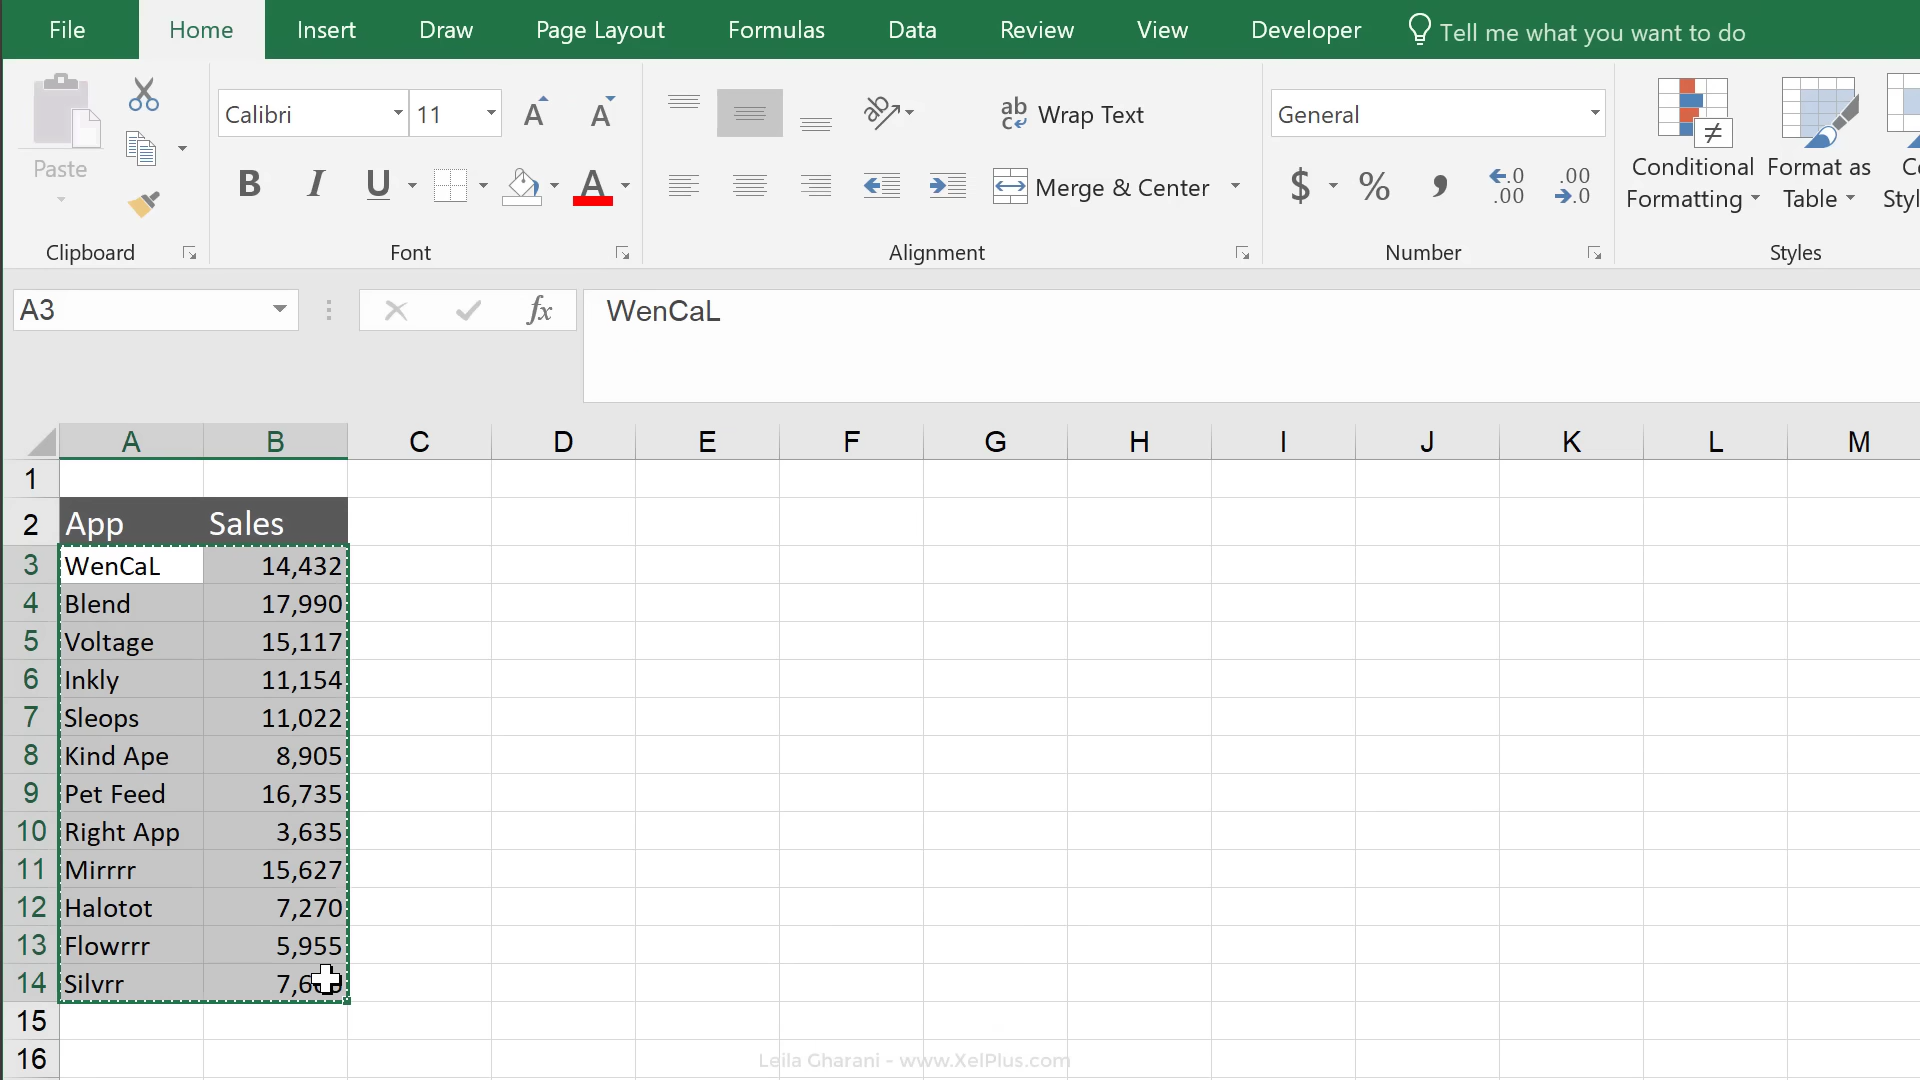 File Home Insert Draw Page Layout Formulas Data Review View Developer Tell me what you want to do
Calibri 11 A A ab Wrap Text General
Paste B I U A Merge & Center $ % , Conditional Formatting Format as Table
Clipboard Font Alignment Number Styles
A3 fx WenCaL
A B C D E F G H I J K L M
1
2 App Sales
3 WenCaL 14,432
4 Blend 17,990
5 Voltage 15,117
6 Inkly 11,154
7 Sleops 11,022
8 Kind Ape 8,905
9 Pet Feed 16,735
10 Right App 3,635
11 Mirrrr 15,627
12 Halotot 7,270
13 Flowrrr 5,955
14 Silvrr
15
16
Leila Gharani - www.XelPlus.com